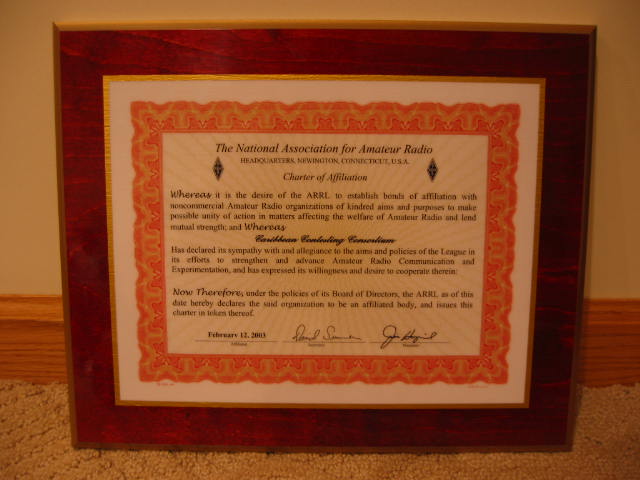 The National Association for Amateur Radio
HEADQUARTERS, NEWINGTON, CONNECTICUT, U.S.A.
Charter of Affiliation
Whereas it is the desire of the ARRL to establish bonds of affiliation with
noncommercial Amateur Radio organizations of kindred aims and purposes to make
possible unity of action in matters affecting the welfare of Amateur Radio and lend
mutual strength; and Whereas
Caribbean Contesting Consortium
Has declared its sympathy with and allegiance to the aims and policies of the League in
its efforts to strengthen and advance Amateur Radio Communication and
Experimentation, and has expressed its willingness and desire to cooperate therein:
Now Therefore, under the policies of its Board of Directors, the ARRL as of this
date hereby declares the said organization to be an affiliated body, and issues this
charter in token thereof.
February 12, 2003